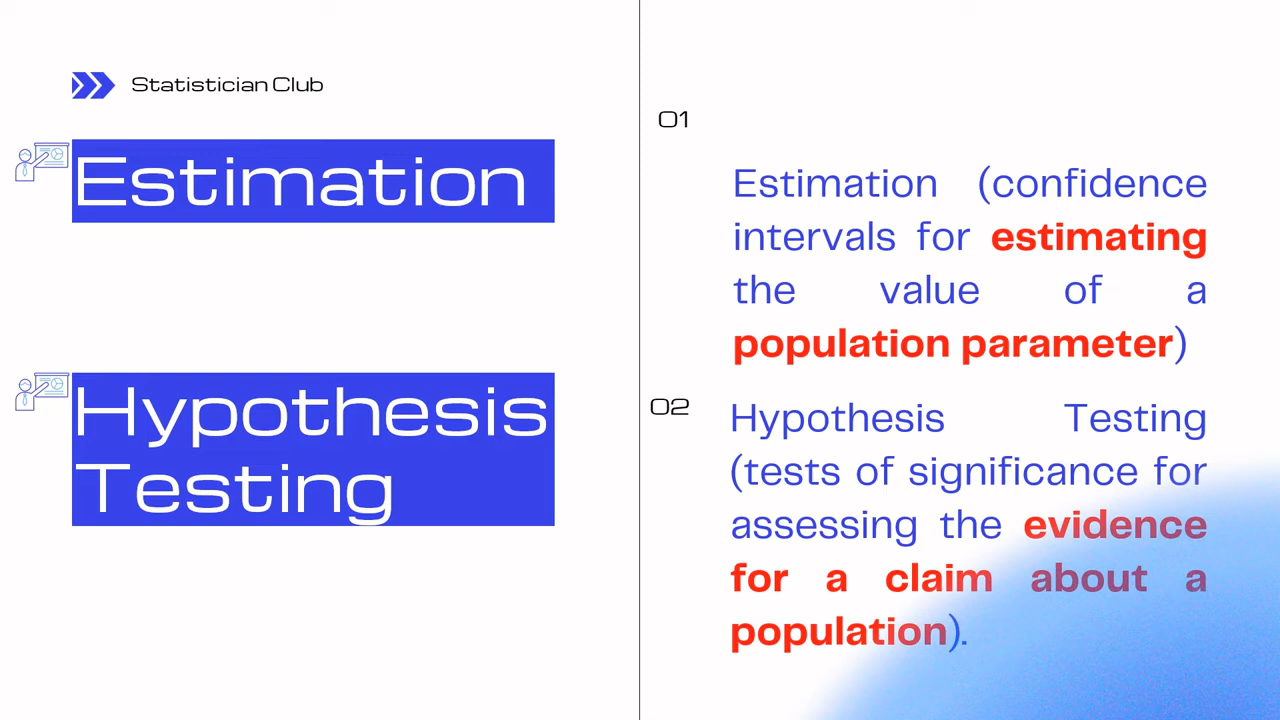 Statistician Club
Estimation
Hypothesis
Testing
01
Estimation (confidence
intervals for estimating
the value of a
population parameter)
02
Hypothesis Testing
(tests of significance for
assessing the evidence
for a claim about a
population).